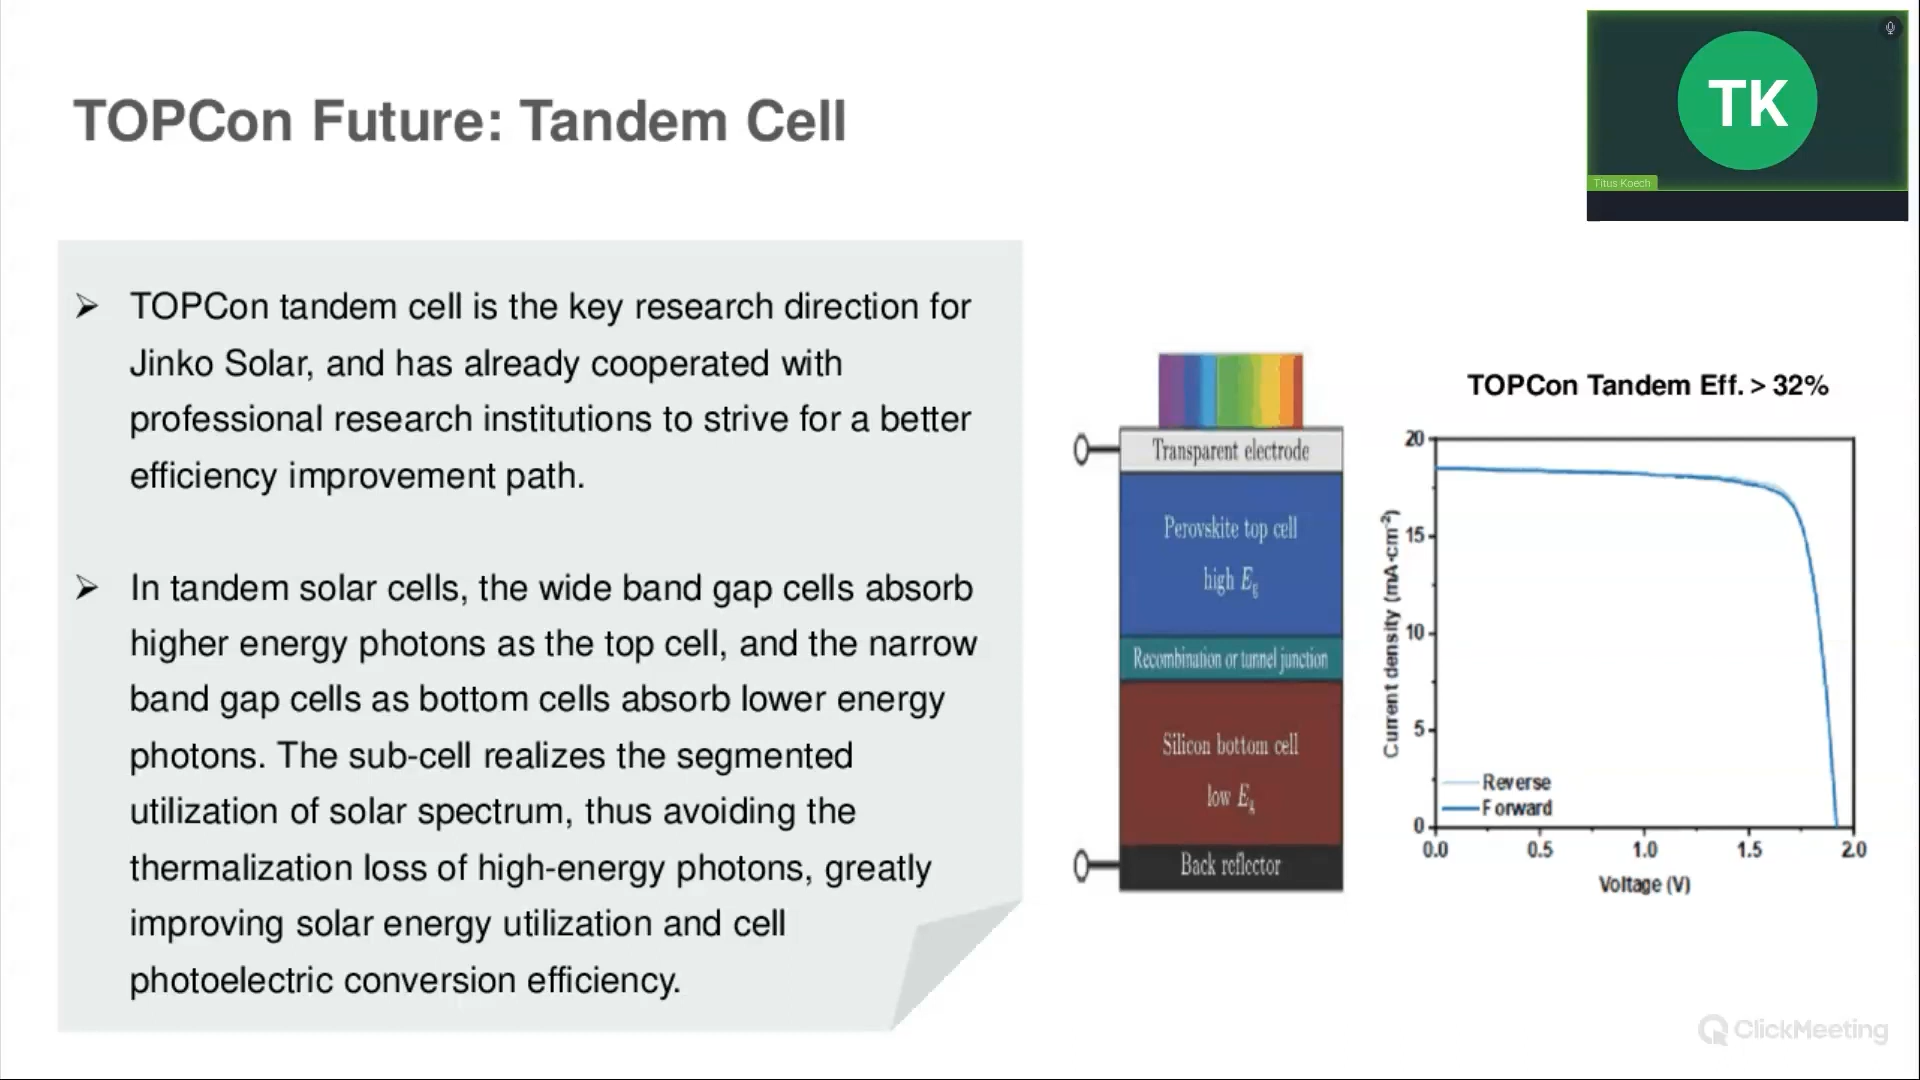 TK
Titus Koech
TOPCon Future: Tandem Cell
➢ TOPCon tandem cell is the key research direction for
Jinko Solar, and has already cooperated with
professional research institutions to strive for a better
efficiency improvement path.
➢ In tandem solar cells, the wide band gap cells absorb
higher energy photons as the top cell, and the narrow
band gap cells as bottom cells absorb lower energy
photons. The sub-cell realizes the segmented
utilization of solar spectrum, thus avoiding the
thermalization loss of high-energy photons, greatly
improving solar energy utilization and cell
photoelectric conversion efficiency.
Transparent electrode
Perovskite top cell
high Eg
Recombination or tunnel junction
Silicon bottom cell
low Eg
Back reflector
TOPCon Tandem Eff. > 32%
Current density (mA·cm⁻²)
20
15
10
5
0
Reverse
Forward
0.0 0.5 1.0 1.5 2.0
Voltage (V)
ClickMeeting